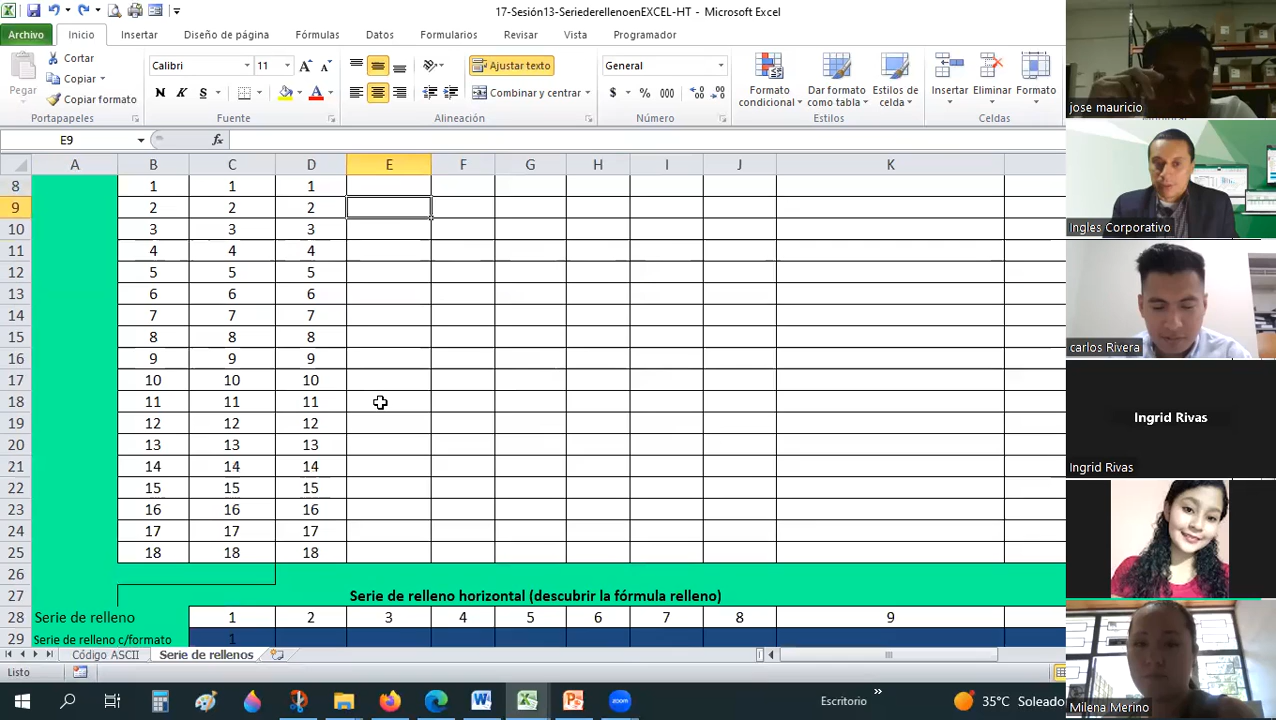 17-Sesión13-SeriederellenoenEXCEL-HT - Microsoft Excel
Archivo Inicio Insertar Diseño de página Fórmulas Datos Formularios Revisar Vista Programador
Pegar
Cortar
Copiar
Copiar formato
Portapapeles
Calibri 11
N K S
Fuente
Ajustar texto
Combinar y centrar
Alineación
General
$ % 000
Número
Formato condicional
Dar formato como tabla
Estilos de celda
Estilos
Insertar Eliminar Formato
Celdas
E9 fx
A B C D E F G H I J K
8 1 1 1
9 2 2 2
10 3 3 3
11 4 4 4
12 5 5 5
13 6 6 6
14 7 7 7
15 8 8 8
16 9 9 9
17 10 10 10
18 11 11 11
19 12 12 12
20 13 13 13
21 14 14 14
22 15 15 15
23 16 16 16
24 17 17 17
25 18 18 18
26
27 Serie de relleno horizontal (descubrir la fórmula relleno)
28 Serie de relleno 1 2 3 4 5 6 7 8 9
29 Serie de relleno c/formato 1
Código ASCII Serie de rellenos
Listo
Escritorio » 35°C Soleado
zoom
jose mauricio
Ingles Corporativo
carlos Rivera
Ingrid Rivas
Ingrid Rivas
Milena Merino